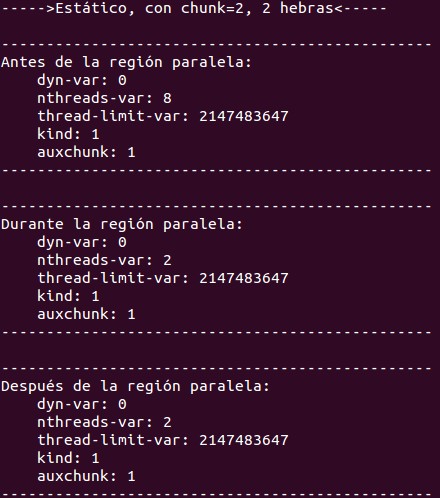 ----->Estático, con chunk=2, 2 hebras<-----
------------------------------------------------
Antes de la región paralela:
dyn-var: 0
nthreads-var: 8
thread-limit-var: 2147483647
kind: 1
auxchunk: 1
------------------------------------------------
------------------------------------------------
Durante la región paralela:
dyn-var: 0
nthreads-var: 2
thread-limit-var: 2147483647
kind: 1
auxchunk: 1
------------------------------------------------
------------------------------------------------
Después de la región paralela:
dyn-var: 0
nthreads-var: 2
thread-limit-var: 2147483647
kind: 1
auxchunk: 1
------------------------------------------------